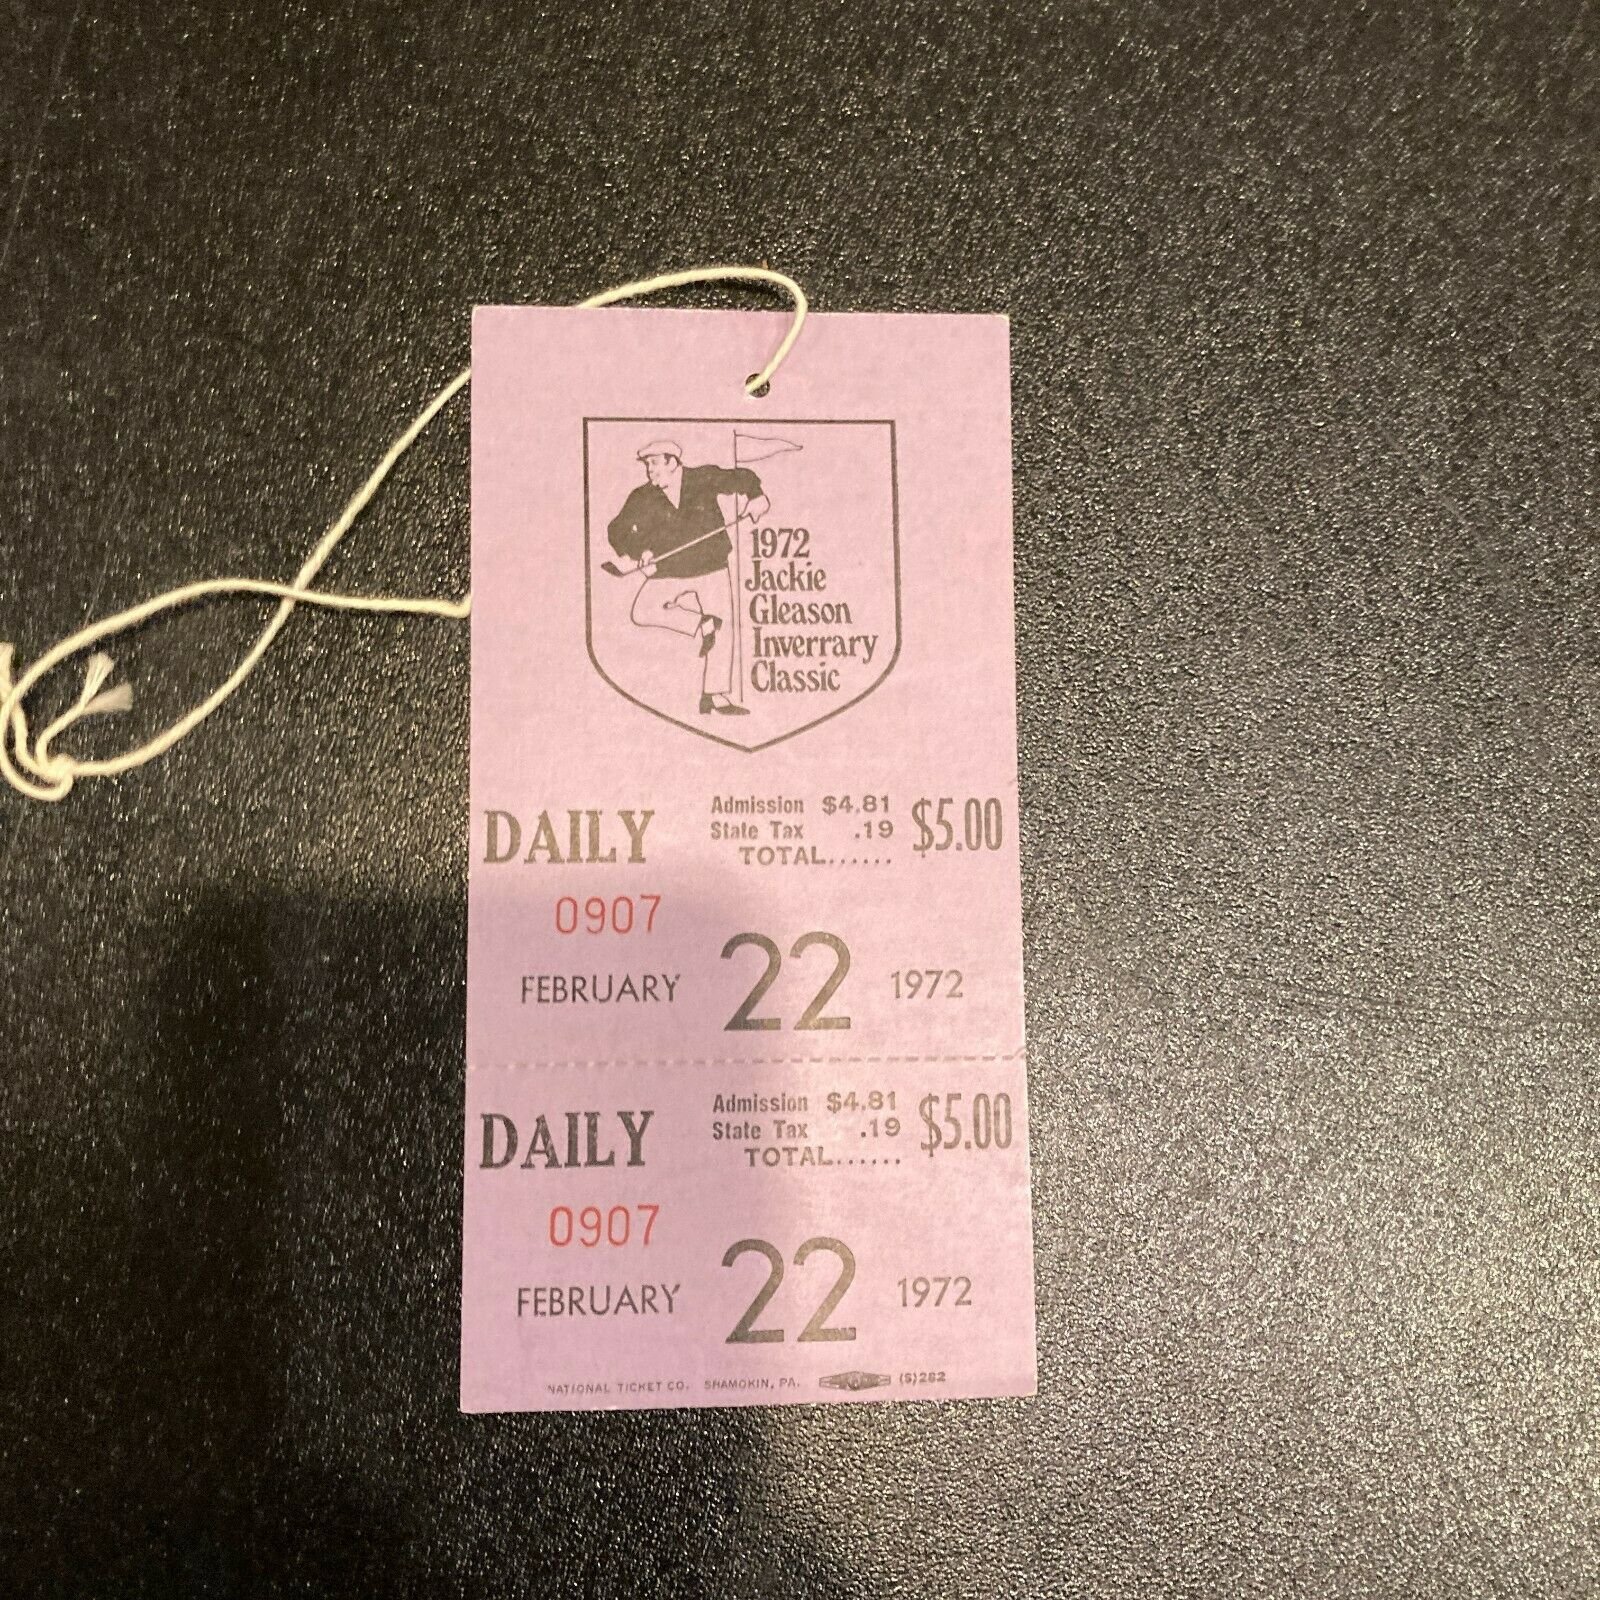 1972
Jackie
Gleason
Inverrary
Classic
DAILY
Admission $4.81
State Tax .19
TOTAL......
$5.00
0907
FEBRUARY 22 1972
DAILY
Admission $4.81
State Tax .19
TOTAL......
$5.00
0907
FEBRUARY 22 1972
NATIONAL TICKET CO. SHAMOKIN, PA. (S)282